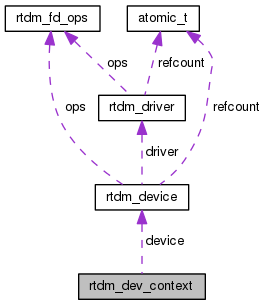 rtdm_fd_ops
atomic_t
ops
refcount
rtdm_driver
ops
refcount
driver
rtdm_device
device
rtdm_dev_context